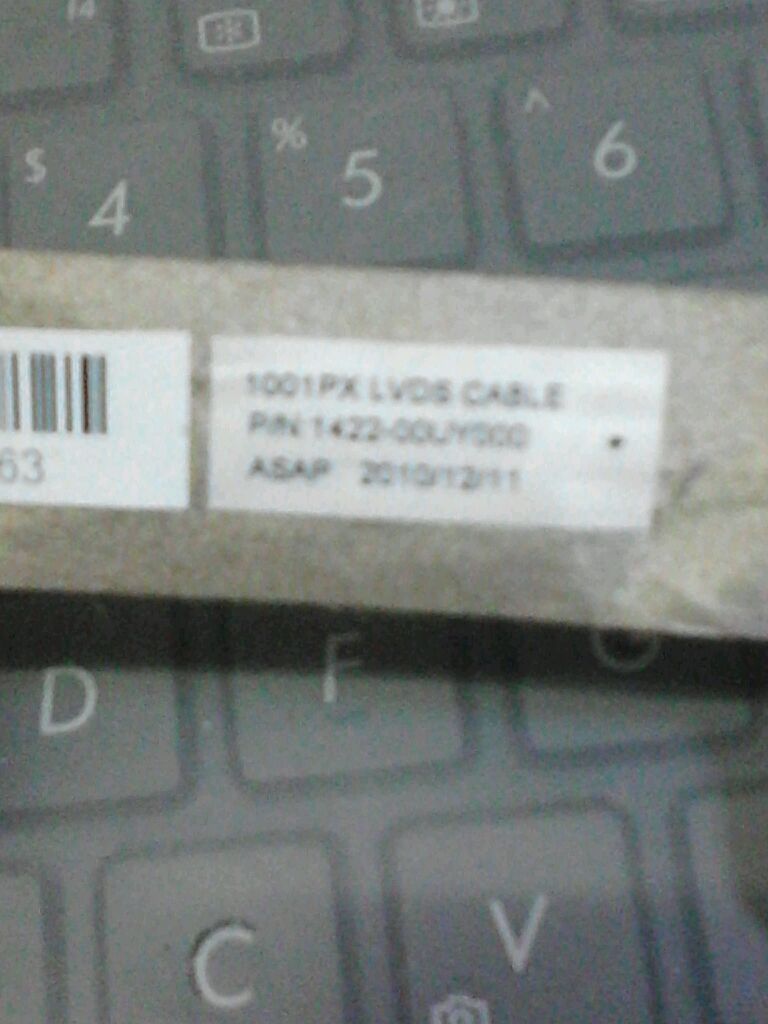 $ 4
% 5
^ 6
63
1001PX LVDS CABLE
P/N:1422-00UY000
ASAP 2010/12/11
D
F
C
V